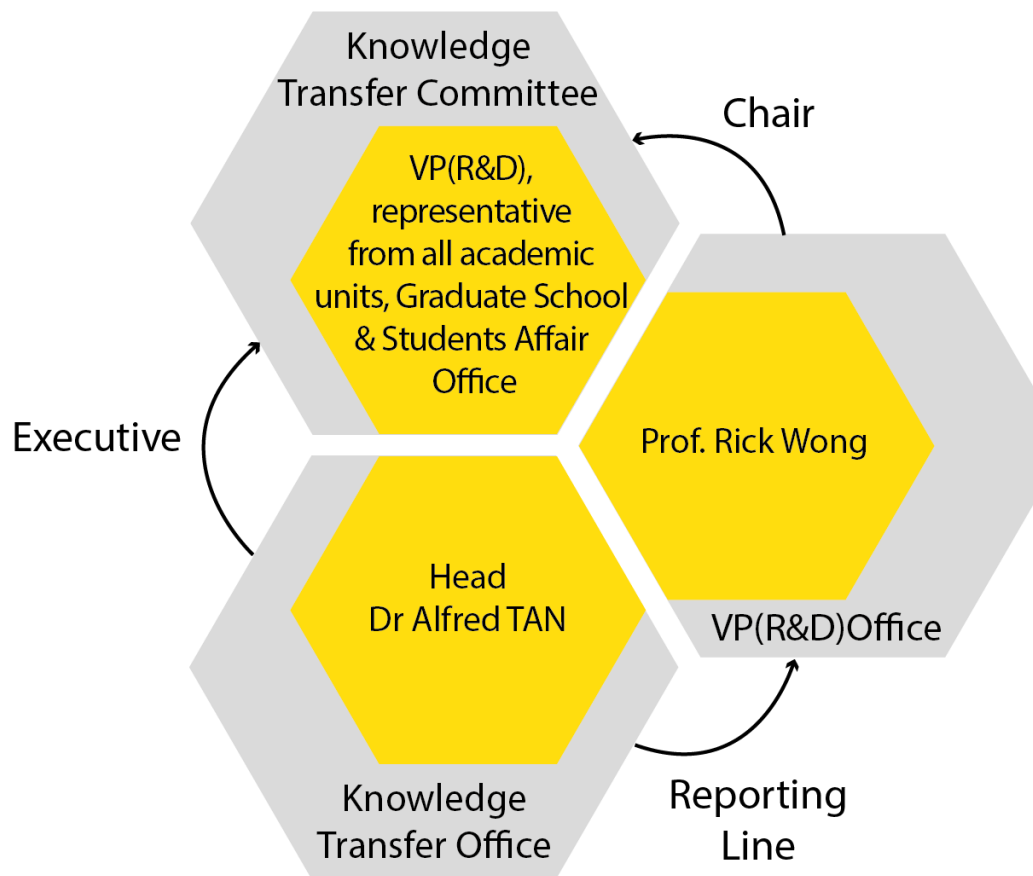 Knowledge
Transfer Committee
VP(R&D),
representative
from all academic
units, Graduate School
& Students Affair
Office
Chair
Executive
Prof. Rick Wong
VP(R&D)Office
Head
Dr Alfred TAN
Knowledge
Transfer Office
Reporting
Line